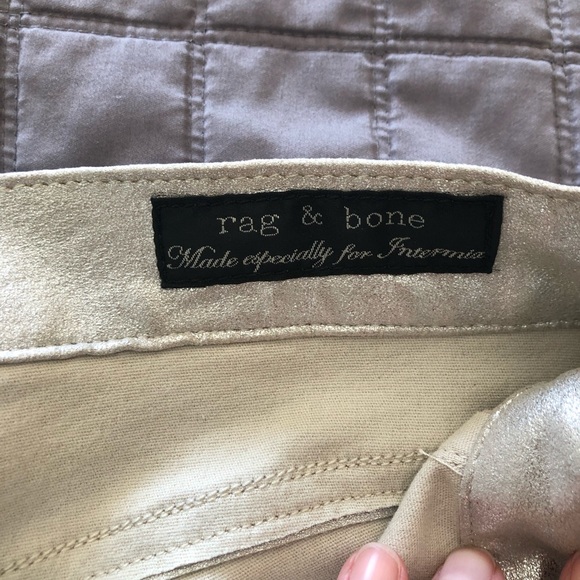 rag & bone
Made especially for Intermix